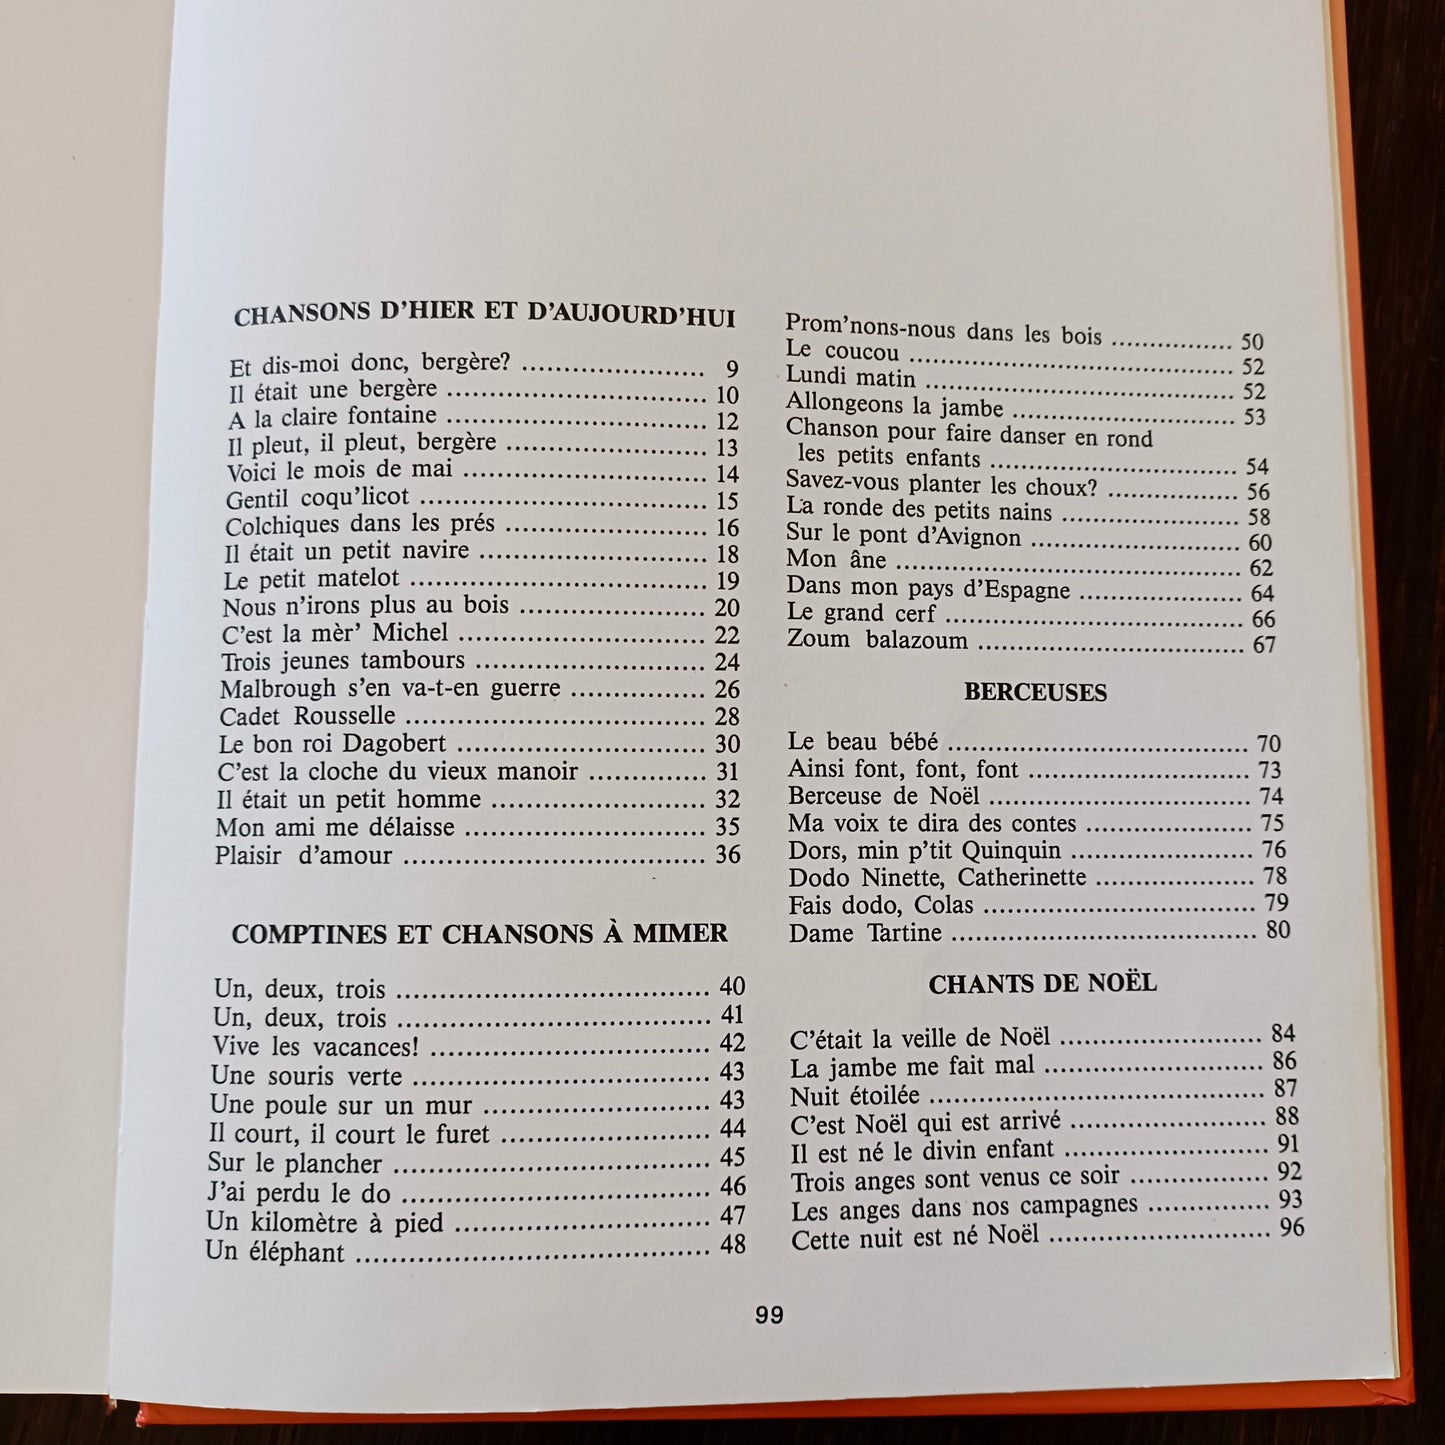 CHANSONS D'HIER ET D'AUJOURD'HUI
Et dis-moi donc, bergère? ....................... 9
Il était une bergère ................................ 10
A la claire fontaine ................................ 12
Il pleut, il pleut, bergère ......................... 13
Voici le mois de mai .............................. 14
Gentil coqu'licot ................................... 15
Colchiques dans les prés ......................... 16
Il était un petit navire ............................ 18
Le petit matelot .................................... 19
Nous n'irons plus au bois ....................... 20
C'est la mèr' Michel .............................. 22
Trois jeunes tambours ............................ 24
Malbrough s'en va-t-en guerre ................. 26
Cadet Rousselle .................................... 28
Le bon roi Dagobert .............................. 30
C'est la cloche du vieux manoir ............... 31
Il était un petit homme .......................... 32
Mon ami me délaisse ............................. 35
Plaisir d'amour ..................................... 36
COMPTINES ET CHANSONS À MIMER
Un, deux, trois ...................................... 40
Un, deux, trois ...................................... 41
Vive les vacances! .................................. 42
Une souris verte .................................... 43
Une poule sur un mur ........................... 43
Il court, il court le furet ......................... 44
Sur le plancher ...................................... 45
J'ai perdu le do ..................................... 46
Un kilomètre à pied ............................... 47
Un éléphant .......................................... 48
Prom'nons-nous dans les bois ................ 50
Le coucou .......................................... 52
Lundi matin ........................................ 52
Allongeons la jambe ............................. 53
Chanson pour faire danser en rond
les petits enfants ................................ 54
Savez-vous planter les choux? ................. 56
La ronde des petits nains ....................... 58
Sur le pont d'Avignon ........................... 60
Mon âne ............................................. 62
Dans mon pays d'Espagne ...................... 64
Le grand cerf ....................................... 66
Zoum balazoum ................................... 67
BERCEUSES
Le beau bébé ....................................... 70
Ainsi font, font, font ............................. 73
Berceuse de Noël .................................. 74
Ma voix te dira des contes ..................... 75
Dors, min p'tit Quinquin ........................ 76
Dodo Ninette, Catherinette ..................... 78
Fais dodo, Colas ................................... 79
Dame Tartine ....................................... 80
CHANTS DE NOËL
C'était la veille de Noël ......................... 84
La jambe me fait mal ............................ 86
Nuit étoilée .......................................... 87
C'est Noël qui est arrivé ........................ 88
Il est né le divin enfant ......................... 91
Trois anges sont venus ce soir ................. 92
Les anges dans nos campagnes ............... 93
Cette nuit est né Noël ........................... 96
99